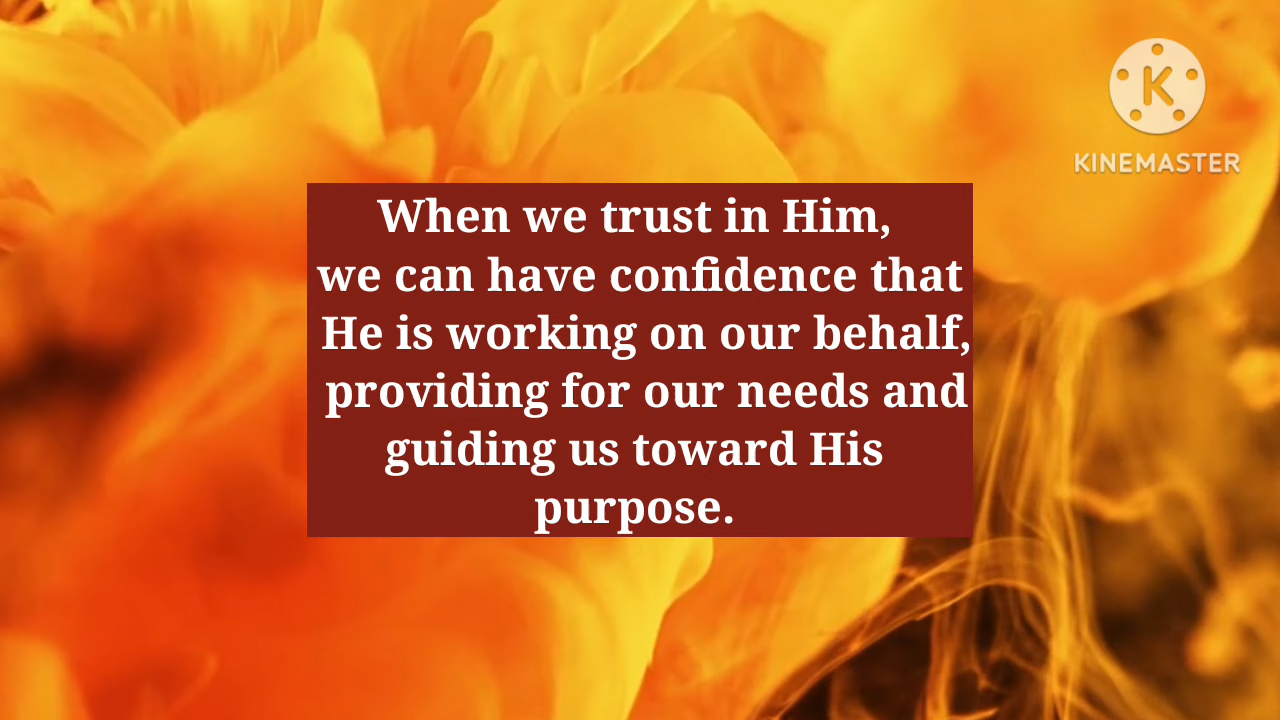 K
KINEMASTER
When we trust in Him,
we can have confidence that
He is working on our behalf,
providing for our needs and
guiding us toward His
purpose.